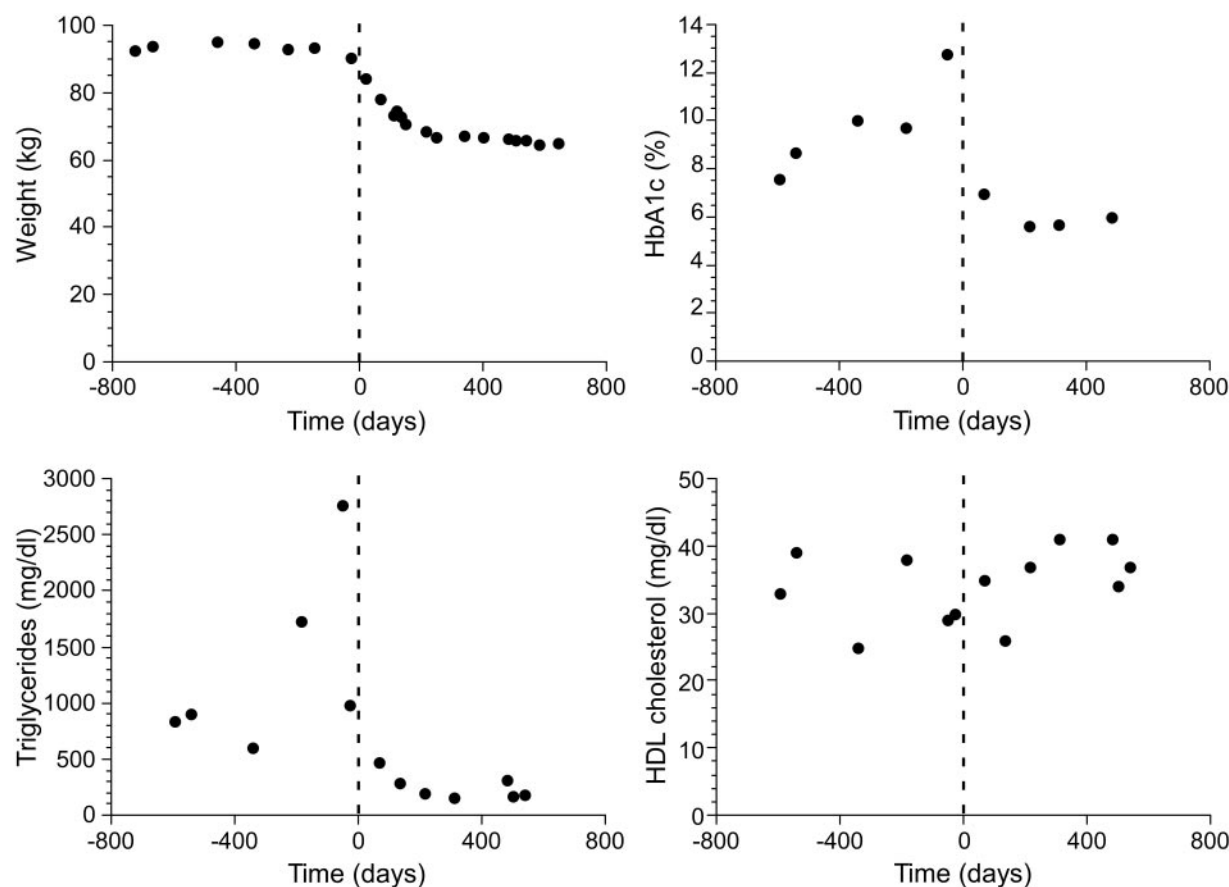 Weight (kg)
100
80
60
40
20
0
-800 -400 0 400 800
Time (days)
HbA1c (%)
14
12
10
8
6
4
2
0
-800 -400 0 400 800
Time (days)
Triglycerides (mg/dl)
3000
2500
2000
1500
1000
500
0
-800 -400 0 400 800
Time (days)
HDL cholesterol (mg/dl)
50
40
30
20
10
0
-800 -400 0 400 800
Time (days)